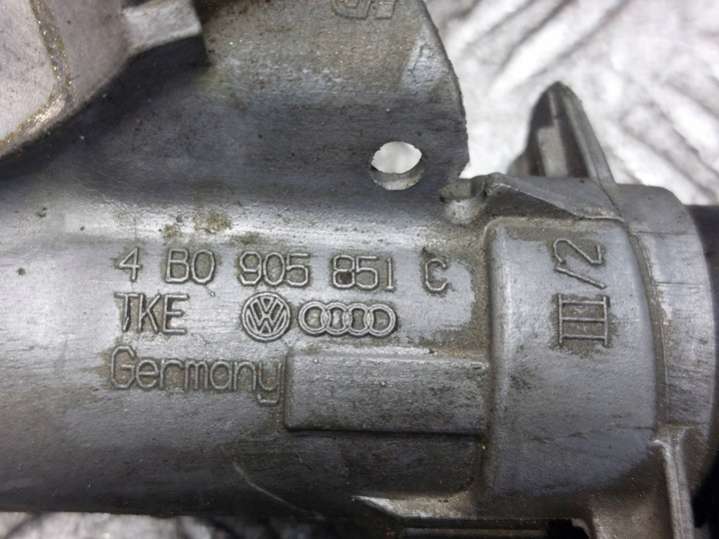 4 B0 905 851 C
TKE
Germany
III/2